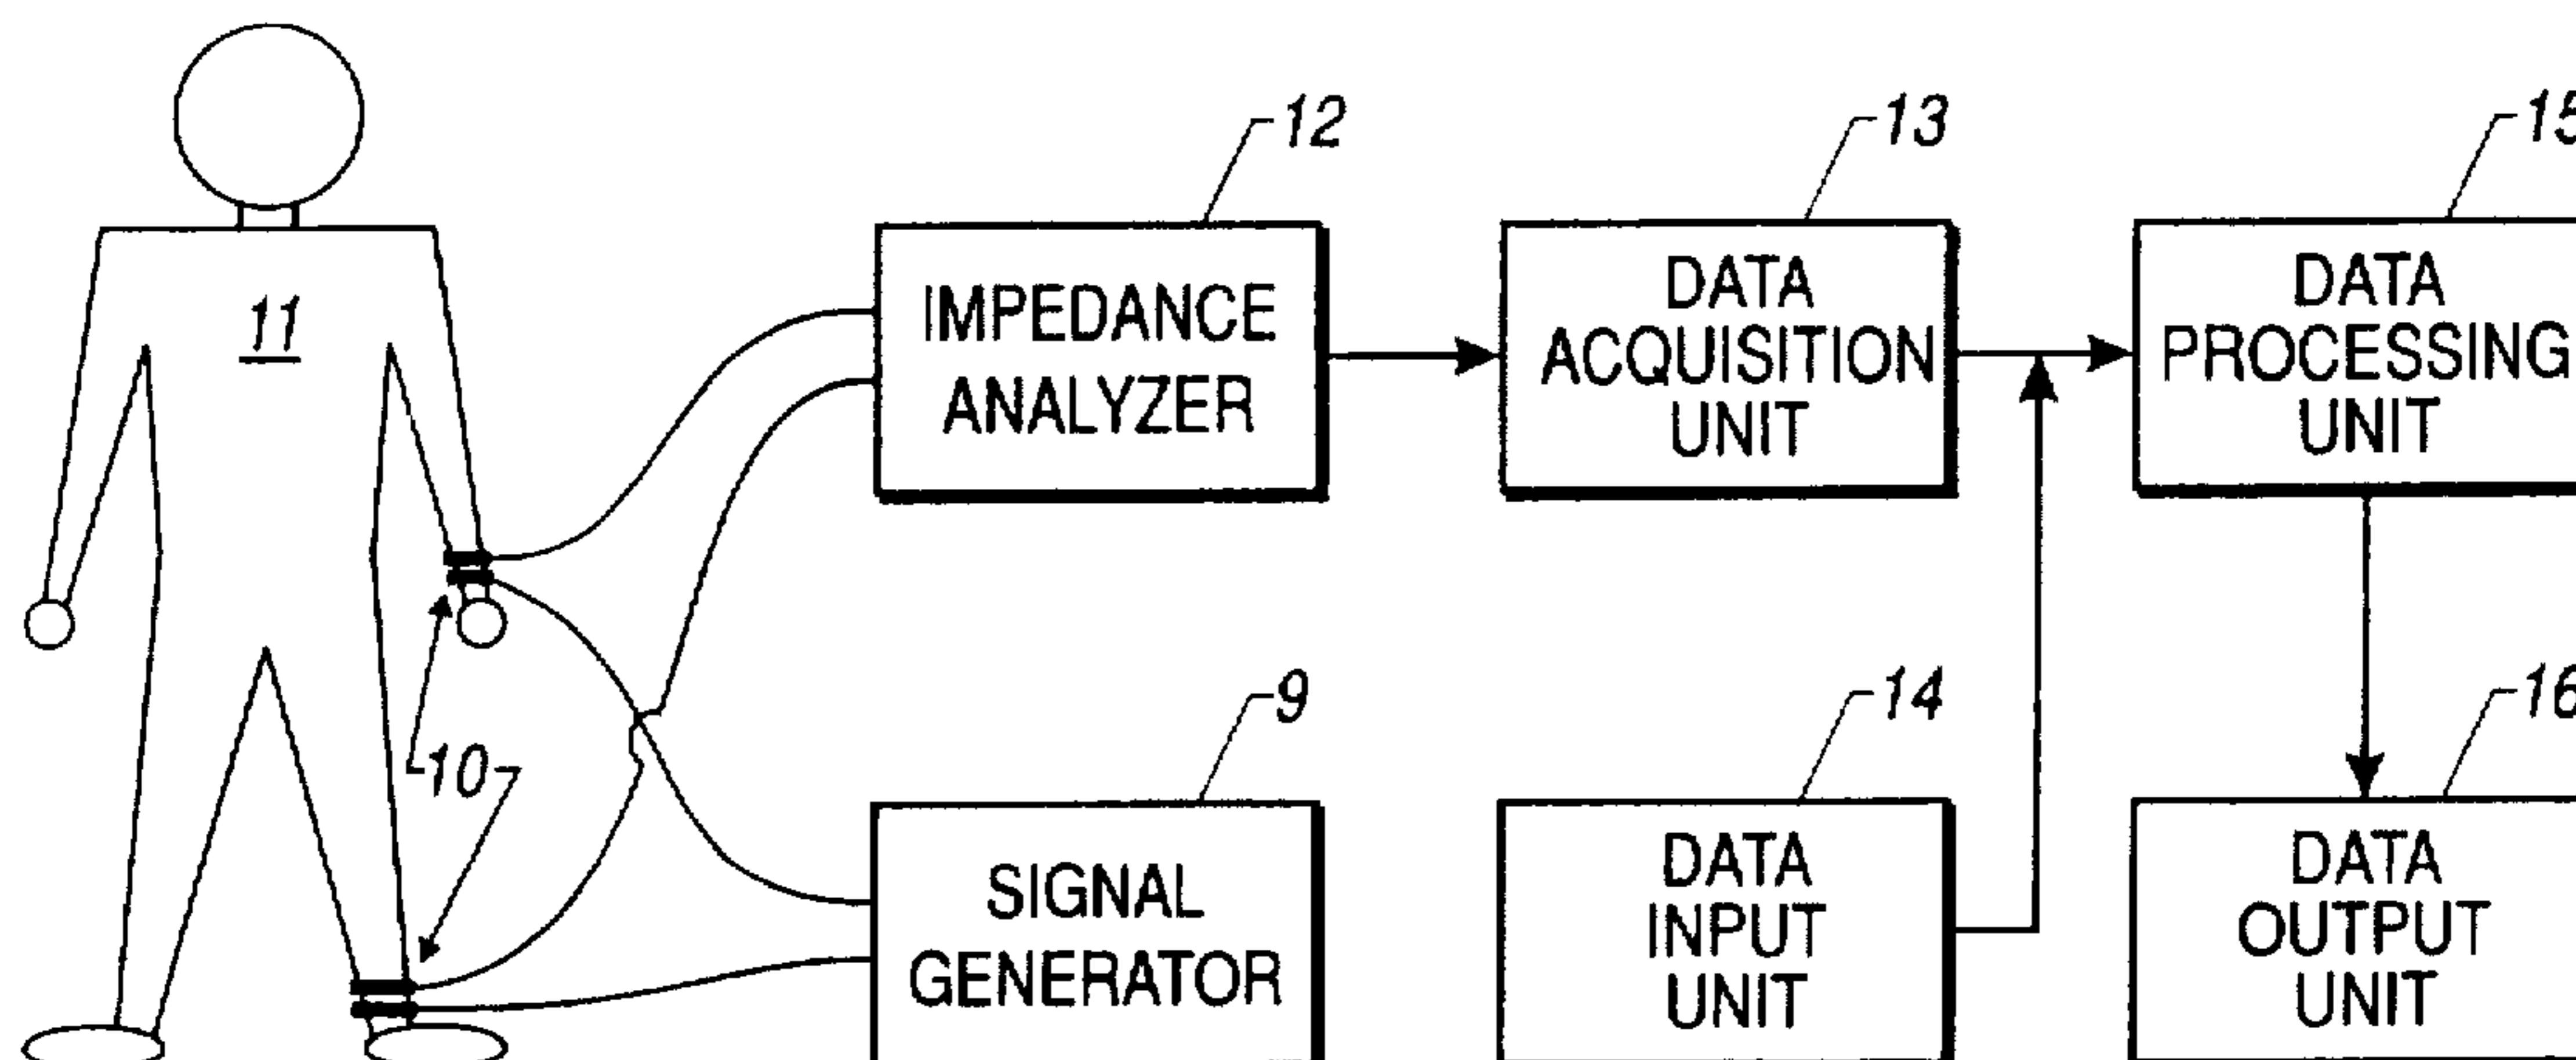 12
13
15
11
IMPEDANCE
ANALYZER
DATA
ACQUISITION
UNIT
DATA
PROCESSING
UNIT
10
9
14
16
SIGNAL
GENERATOR
DATA
INPUT
UNIT
DATA
OUTPUT
UNIT